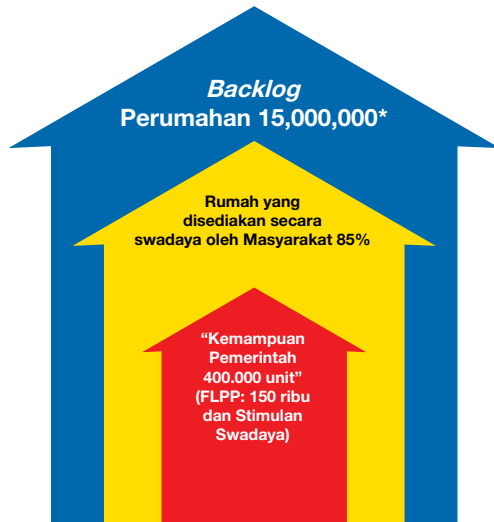 Backlog
Perumahan 15,000,000*
Rumah yang
disediakan secara
swadaya oleh Masyarakat 85%
“Kemampuan
Pemerintah
400.000 unit”
(FLPP: 150 ribu
dan Stimulan
Swadaya)